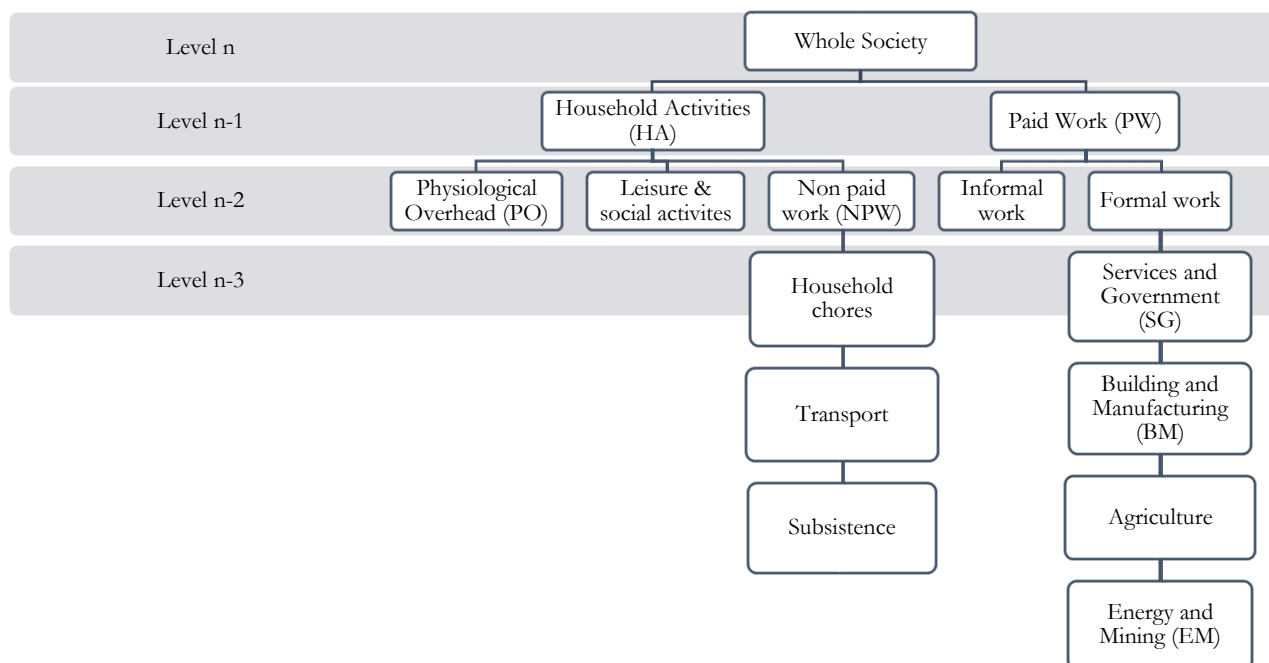 Level n
Whole Society
Level n-1
Household Activities
(HA)
Paid Work (PW)
Level n-2
Physiological
Overhead (PO)
Leisure &
social activites
Non paid
work (NPW)
Informal
work
Formal work
Level n-3
Household
chores
Services and
Government
(SG)
Transport
Building and
Manufacturing
(BM)
Subsistence
Agriculture
Energy and
Mining (EM)